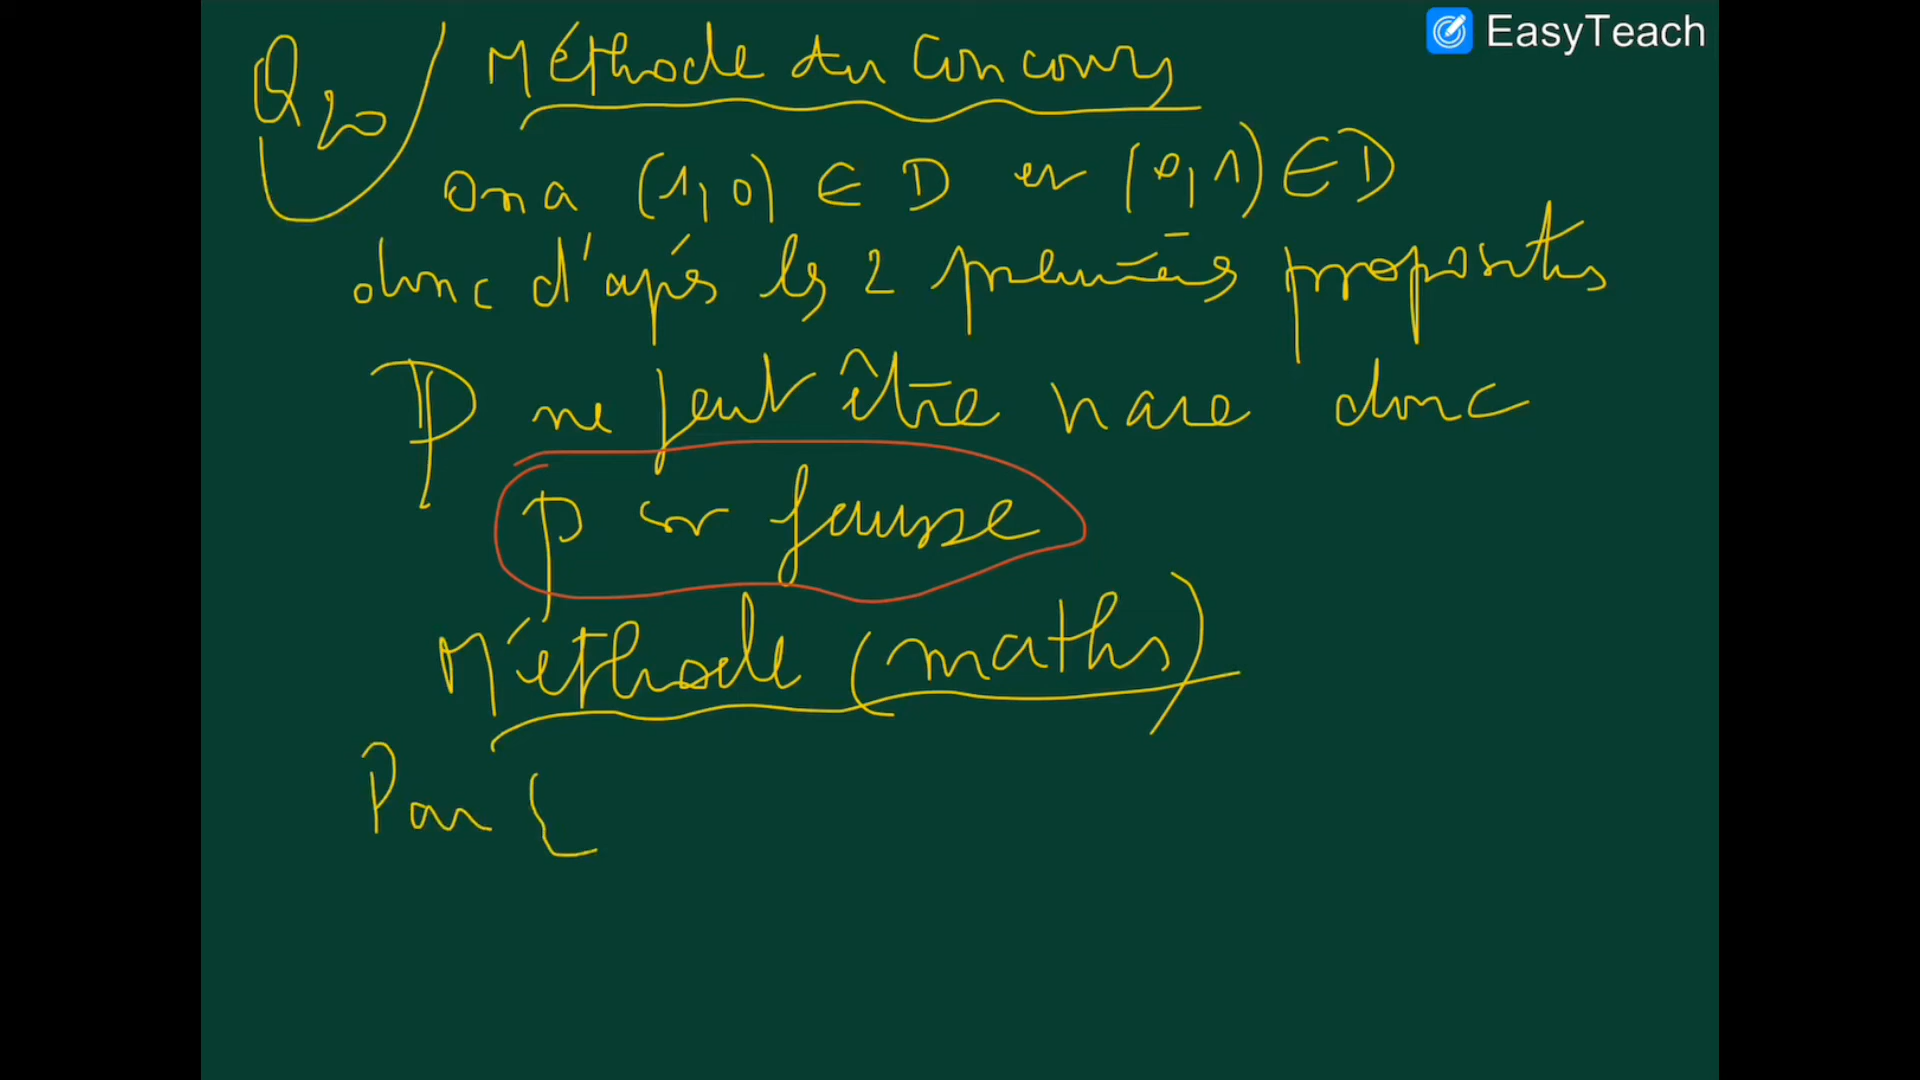 EasyTeach
Q20 Méthode du Concours
On a (1,0) ∈ D et (0,1) ∈ D
donc d'après les 2 premières propositions
P ne peut être vraie donc
P est fausse
Méthode (maths)
Par {